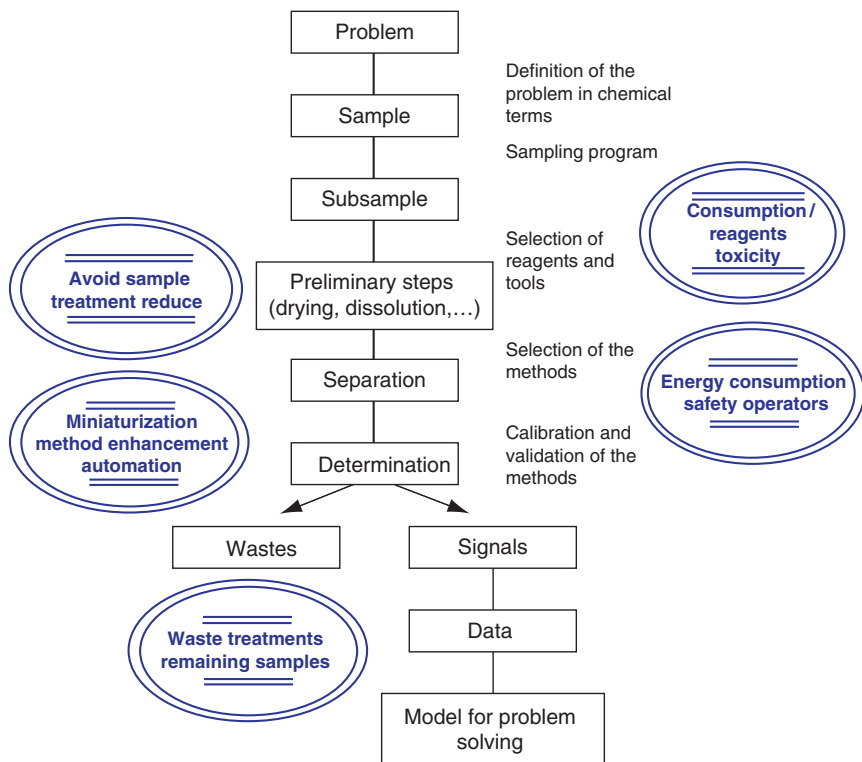 Problem
Definition of the
problem in chemical
terms
Sample
Sampling program
Subsample
Consumption/
reagents
toxicity
Selection of
reagents and
tools
Avoid sample
treatment reduce
Preliminary steps
(drying, dissolution,...)
Selection of the
methods
Separation
Energy consumption
safety operators
Miniaturization
method enhancement
automation
Calibration and
validation of the
methods
Determination
Wastes
Signals
Waste treatments
remaining samples
Data
Model for problem
solving